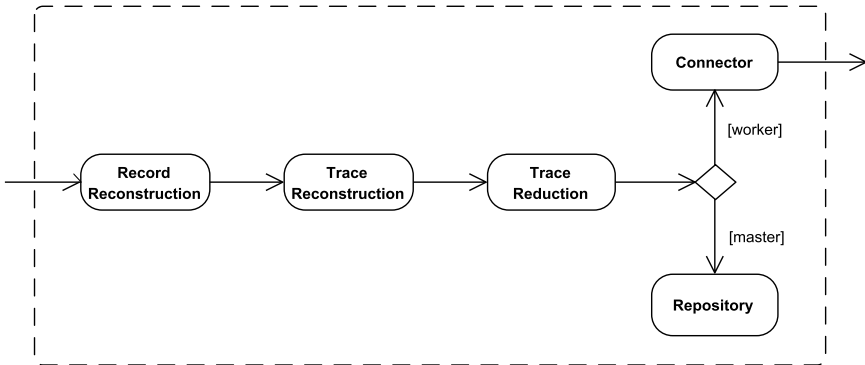 Connector
[worker]
Record
Reconstruction
Trace
Reconstruction
Trace
Reduction
[master]
Repository